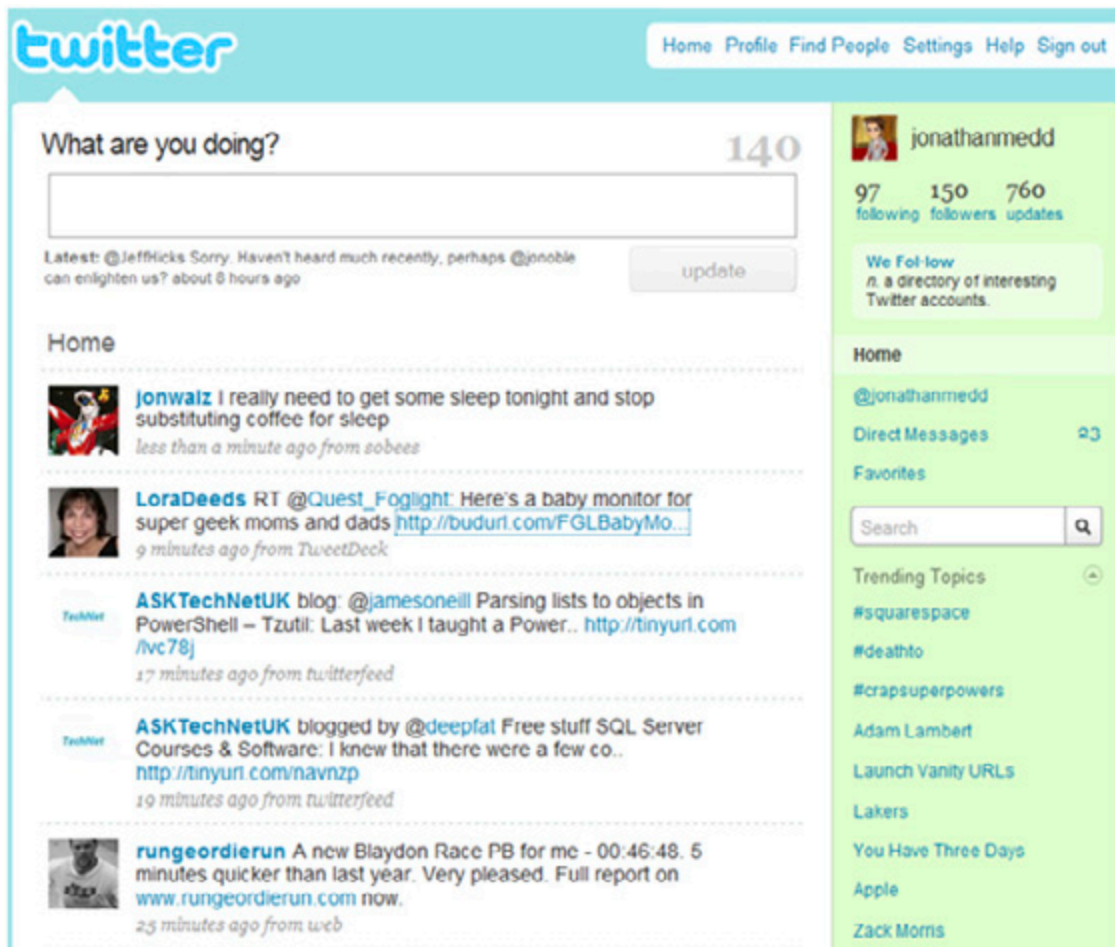 twitter
Home Profile Find People Settings Help Sign out
What are you doing?
140
Latest: @JeffHicks Sorry. Haven't heard much recently, perhaps @jonoble
can enlighten us? about 8 hours ago
update
Home
jonwalz I really need to get some sleep tonight and stop
substituting coffee for sleep
less than a minute ago from sobees
LoraDeeds RT @Quest_Foglight: Here's a baby monitor for
super geek moms and dads http://budurl.com/FGLBabyMo...
9 minutes ago from TweetDeck
TechNet
ASKTechNetUK blog: @jamesoneill Parsing lists to objects in
PowerShell – Tzutil: Last week I taught a Power.. http://tinyurl.com
/lvc78j
17 minutes ago from twitterfeed
TechNet
ASKTechNetUK blogged by @deepfat Free stuff SQL Server
Courses & Software: I knew that there were a few co..
http://tinyurl.com/navnzp
19 minutes ago from twitterfeed
rungeordierun A new Blaydon Race PB for me - 00:46:48. 5
minutes quicker than last year. Very pleased. Full report on
www.rungeordierun.com now.
25 minutes ago from web
jonathanmedd
97 150 760
following followers updates
We Fol·low
n. a directory of interesting
Twitter accounts.
Home
@jonathanmedd
Direct Messages 23
Favorites
Search
Trending Topics
#squarespace
#deathto
#crapsuperpowers
Adam Lambert
Launch Vanity URLs
Lakers
You Have Three Days
Apple
Zack Morris